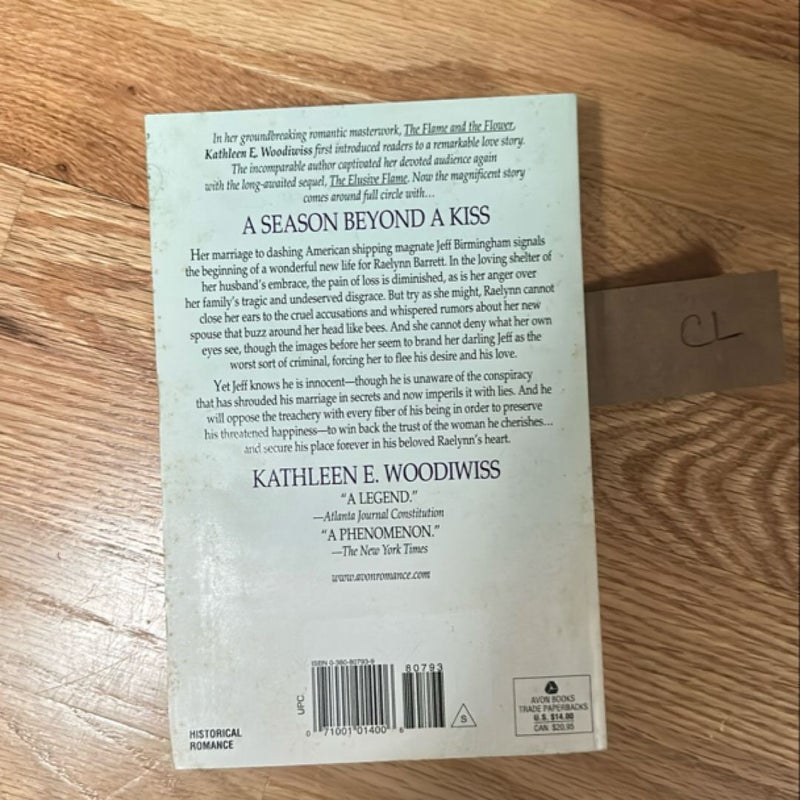 In her groundbreaking romantic masterwork, The Flame and the Flower,
Kathleen E. Woodiwiss first introduced readers to a remarkable love story.
The incomparable author captivated her devoted audience again
with the long-awaited sequel, The Elusive Flame. Now the magnificent story
comes around full circle with...
A SEASON BEYOND A KISS
Her marriage to dashing American shipping magnate Jeff Birmingham signals
the beginning of a wonderful new life for Raelynn Barrett. In the loving shelter of
her husband's embrace, the pain of loss is diminished, as is her anger over
her family's tragic and undeserved disgrace. But try as she might, Raelynn cannot
close her ears to the cruel accusations and whispered rumors about her new
spouse that buzz around her head like bees. And she cannot deny what her own
eyes see, though the images before her seem to brand her darling Jeff as the
worst sort of criminal, forcing her to flee his desire and his love.
Yet Jeff knows he is innocent—though he is unaware of the conspiracy
that has shrouded his marriage in secrets and now imperils it with lies. And he
will oppose the treachery with every fiber of his being in order to preserve
his threatened happiness—to win back the trust of the woman he cherishes...
and secure his place forever in his beloved Raelynn's heart.
KATHLEEN E. WOODIWISS
"A LEGEND."
—Atlanta Journal Constitution
"A PHENOMENON."
—The New York Times
www.avonromance.com
ISBN 0-380-80793-9
80793
UPC
0 71001 01400 6
S
HISTORICAL
ROMANCE
AVON BOOKS
TRADE PAPERBACKS
U.S. $14.00
CAN. $20.95
CL